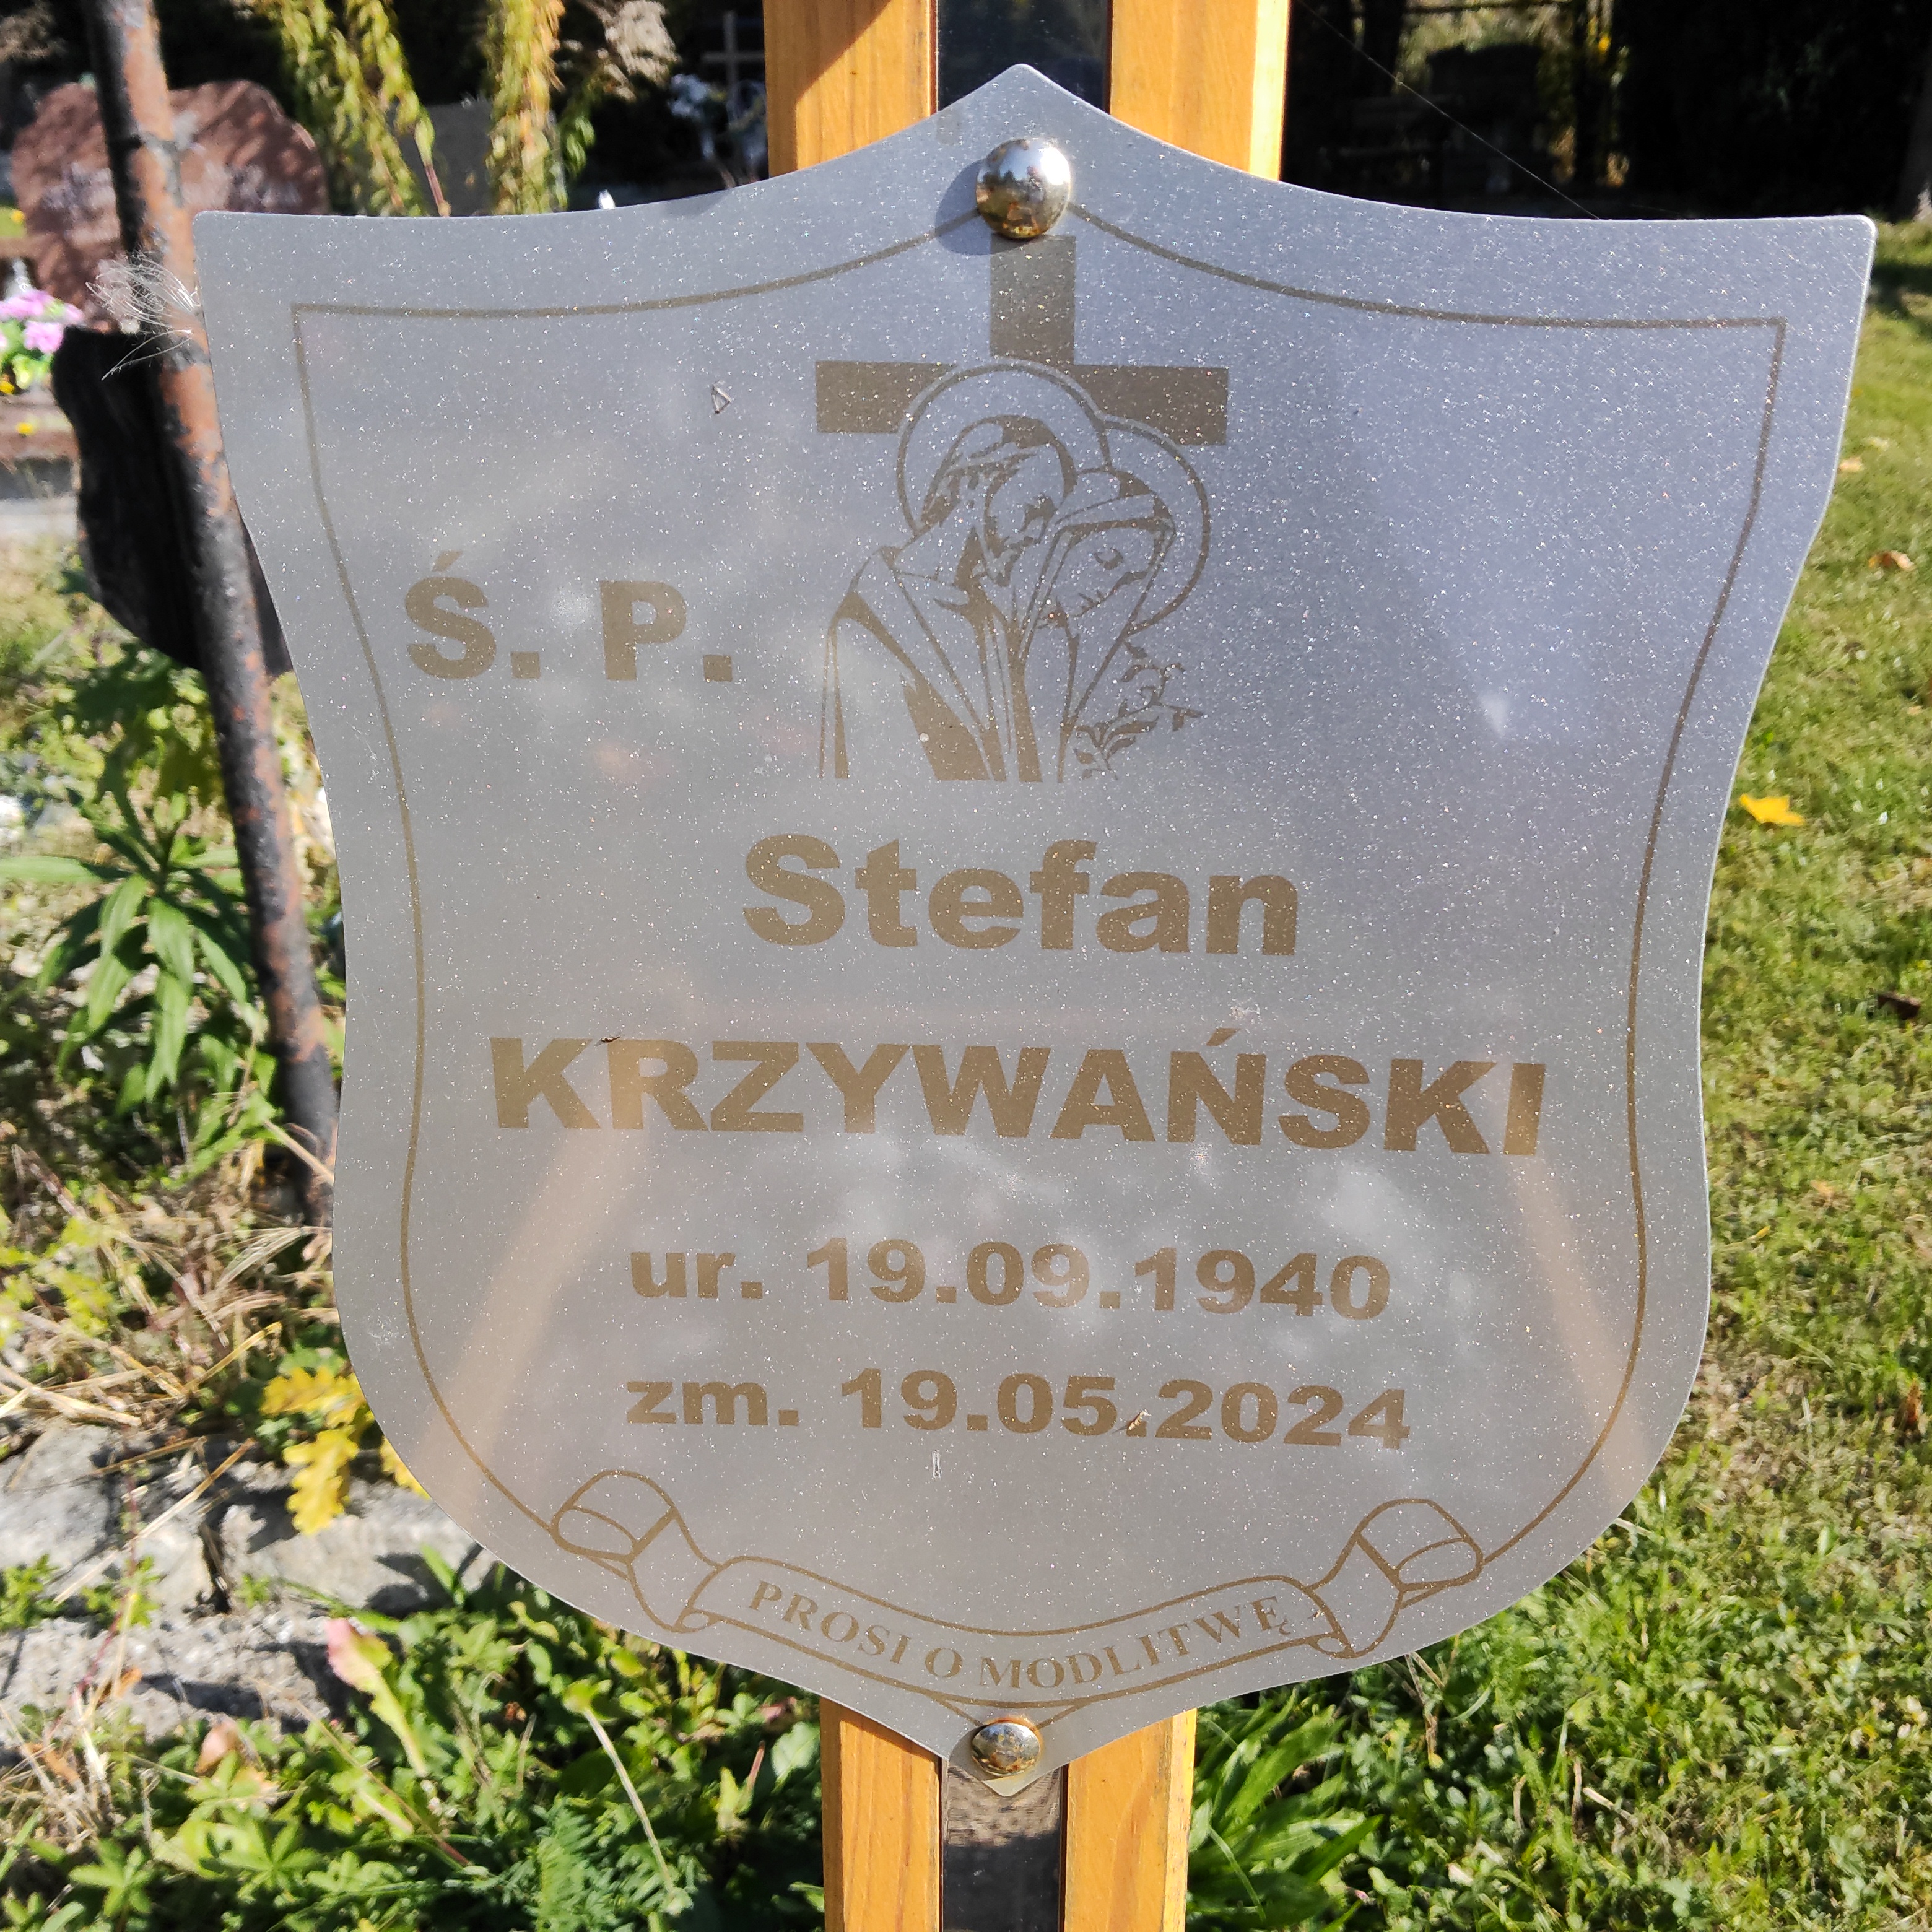 Ś. P.
Stefan
KRZYWAŃSKI
ur. 19.09.1940
zm. 19.05.2024
PROSI O MODLITWĘ